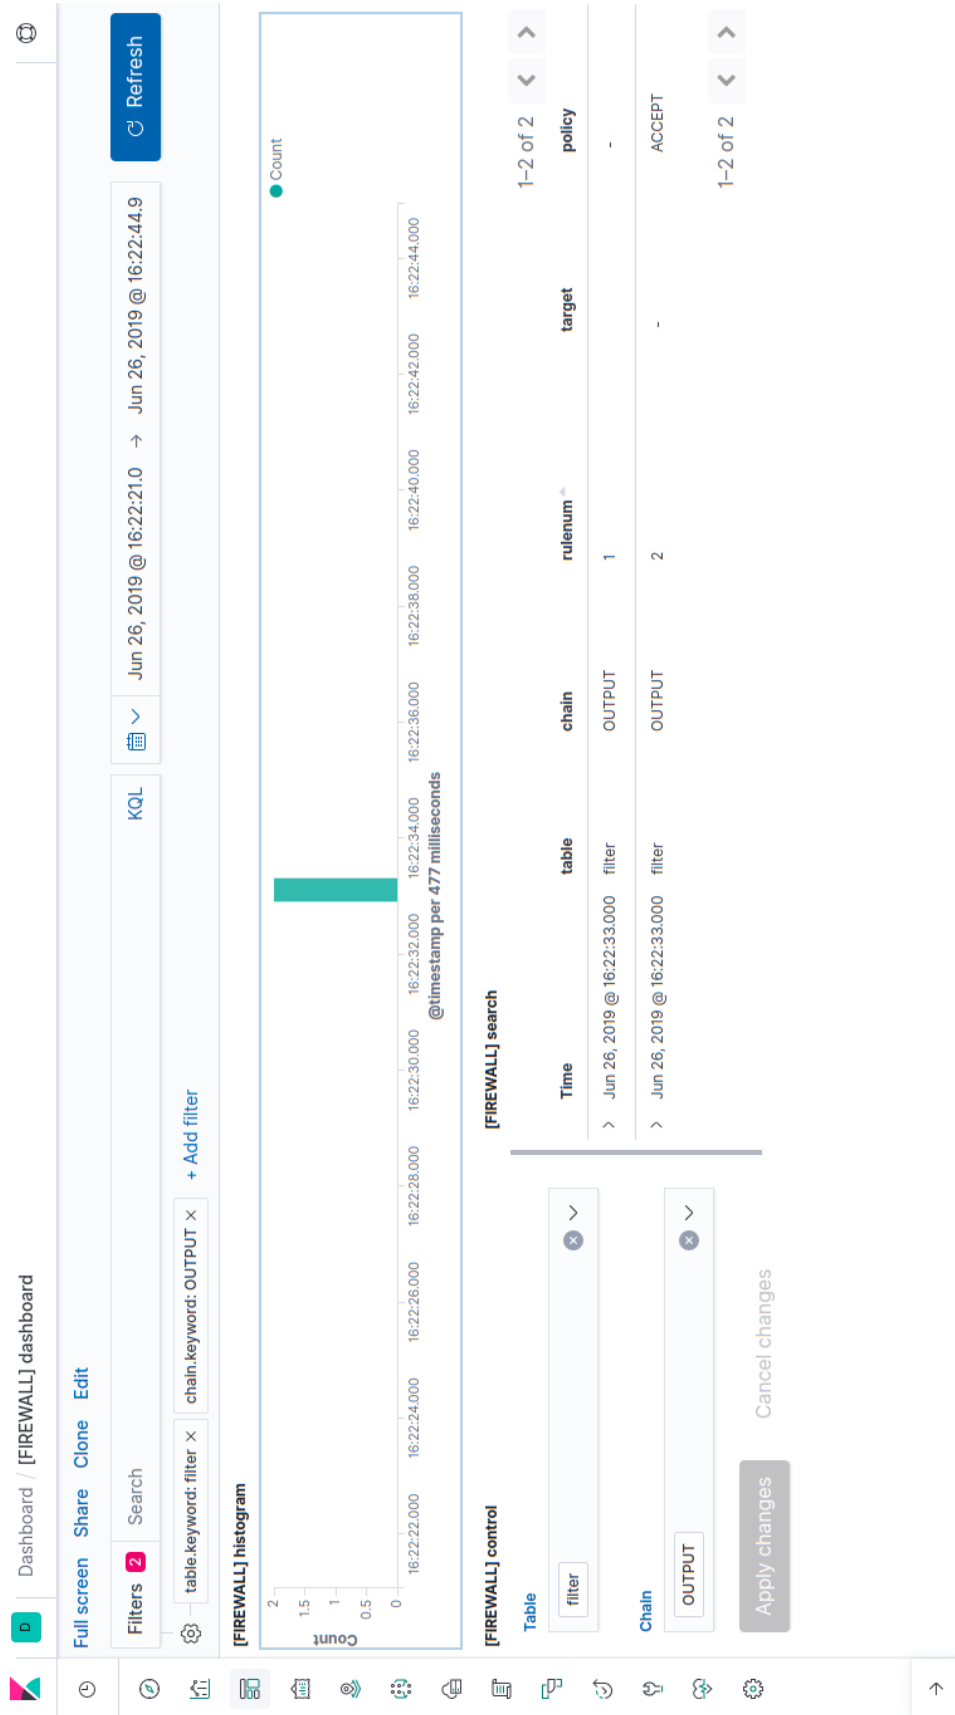 D Dashboard / [FIREWALL] dashboard
Full screen Share Clone Edit
Filters 2 Search KQL Jun 26, 2019 @ 16:22:21.0 → Jun 26, 2019 @ 16:22:44.9 Refresh
table.keyword: filter × chain.keyword: OUTPUT × + Add filter
[FIREWALL] histogram
Count
2
1.5
1
0.5
0
Count
16:22:22.000 16:22:24.000 16:22:26.000 16:22:28.000 16:22:30.000 16:22:32.000 16:22:34.000 16:22:36.000 16:22:38.000 16:22:40.000 16:22:42.000 16:22:44.000
@timestamp per 477 milliseconds
[FIREWALL] control
Table
filter
Chain
OUTPUT
Apply changes Cancel changes
[FIREWALL] search
1–2 of 2
Time table chain rulenum target policy
Jun 26, 2019 @ 16:22:33.000 filter OUTPUT 1 -
Jun 26, 2019 @ 16:22:33.000 filter OUTPUT 2 - ACCEPT
1–2 of 2